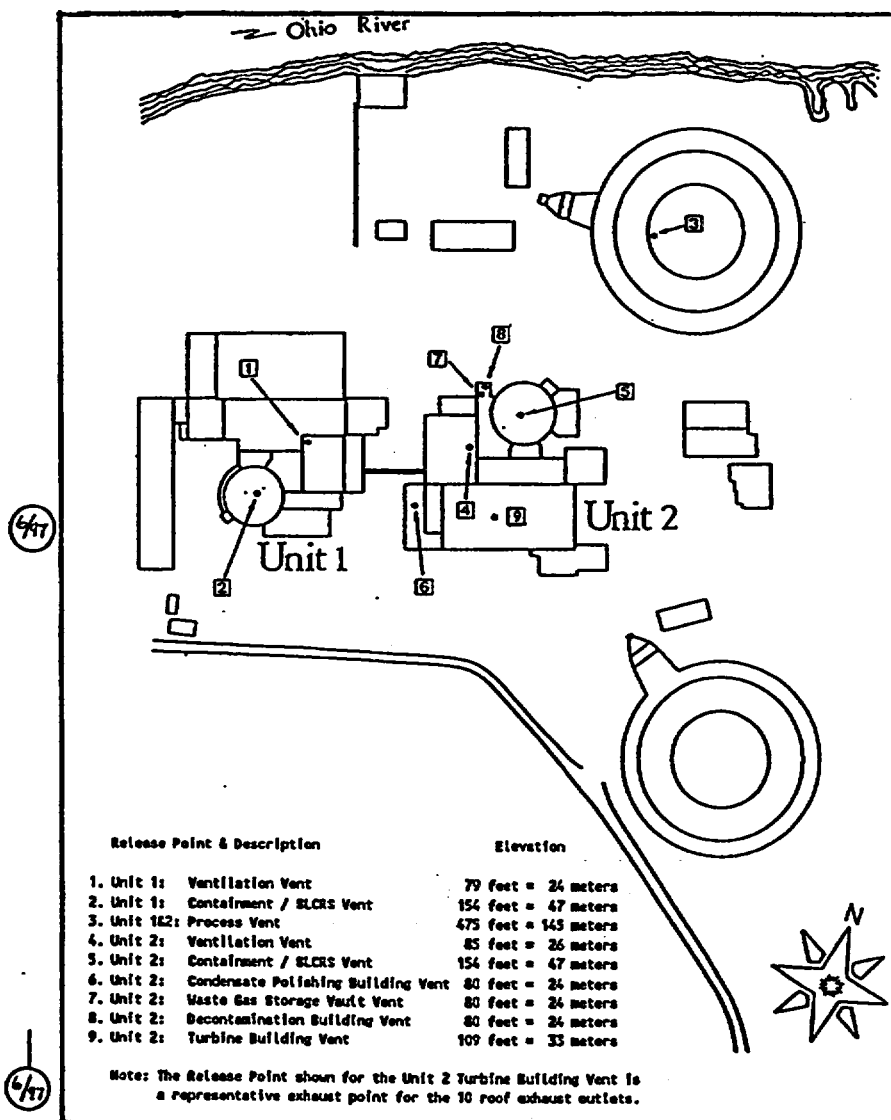 Ohio River
3
8
7
1
5
4
9
Unit 2
6/97
Unit 1
2
6
Release Point & Description Elevation
1. Unit 1: Ventilation Vent 79 feet = 24 meters
2. Unit 1: Containment / SLCRS Vent 154 feet = 47 meters
3. Unit 1&2: Process Vent 475 feet = 145 meters
4. Unit 2: Ventilation Vent 85 feet = 26 meters
5. Unit 2: Containment / SLCRS Vent 154 feet = 47 meters
6. Unit 2: Condensate Polishing Building Vent 80 feet = 24 meters
7. Unit 2: Waste Gas Storage Vault Vent 80 feet = 24 meters
8. Unit 2: Decontamination Building Vent 80 feet = 24 meters
9. Unit 2: Turbine Building Vent 109 feet = 33 meters
N
6/97
Note: The Release Point shown for the Unit 2 Turbine Building Vent is
a representative exhaust point for the 10 roof exhaust outlets.